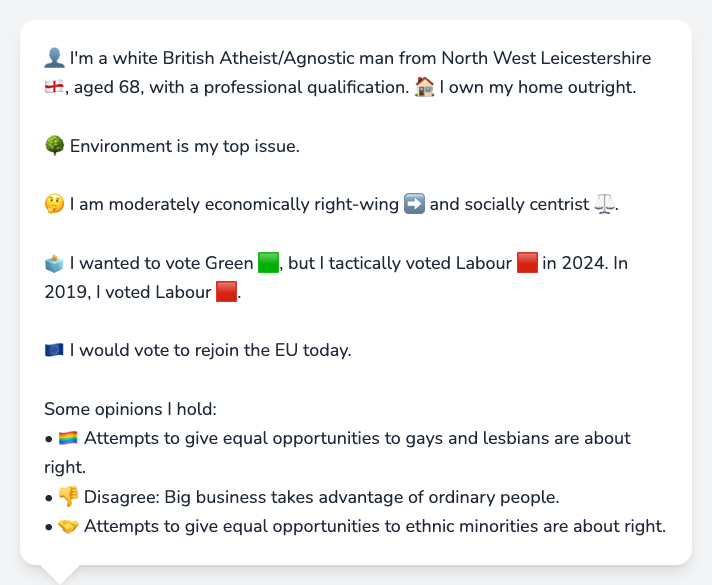 👤 I'm a white British Atheist/Agnostic man from North West Leicestershire
🏴󠁧󠁢󠁥󠁮󠁧󠁿, aged 68, with a professional qualification. 🏠 I own my home outright.
🌳 Environment is my top issue.
🤔 I am moderately economically right-wing ➡️ and socially centrist ⚖️.
🗳️ I wanted to vote Green 🟩, but I tactically voted Labour 🟥 in 2024. In
2019, I voted Labour 🟥.
🇪🇺 I would vote to rejoin the EU today.
Some opinions I hold:
• 🏳️‍🌈 Attempts to give equal opportunities to gays and lesbians are about
right.
• 👎 Disagree: Big business takes advantage of ordinary people.
• 🤝 Attempts to give equal opportunities to ethnic minorities are about right.